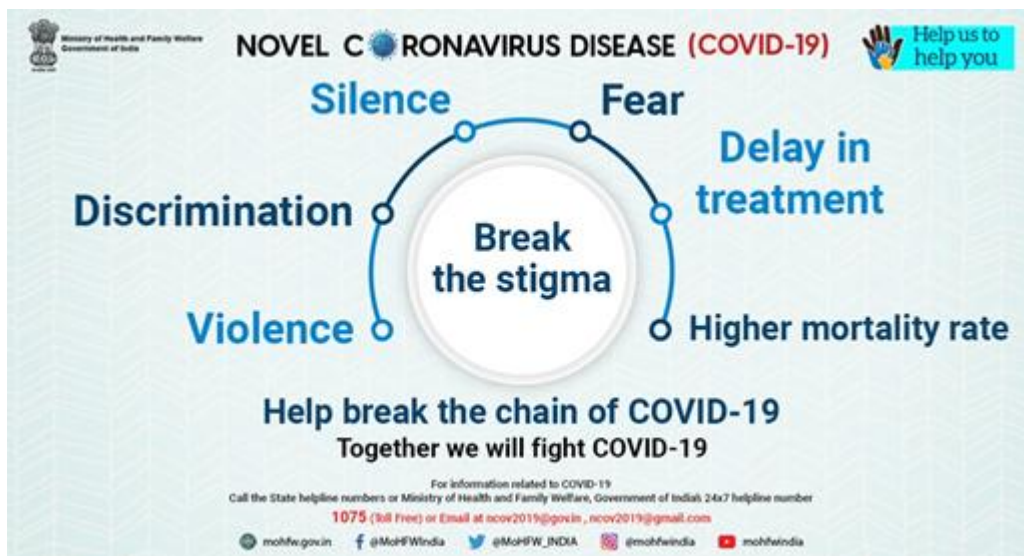 Ministry of Health and Family Welfare
Government of India
NOVEL CORONAVIRUS DISEASE (COVID-19)
Help us to
help you
Silence
Fear
Delay in
treatment
Discrimination
Break
the stigma
Violence
Higher mortality rate
Help break the chain of COVID-19
Together we will fight COVID-19
For information related to COVID-19
Call the State helpline numbers or Ministry of Health and Family Welfare, Government of India's 24x7 helpline number
1075 (Toll Free) or Email at ncov2019@gov.in , ncov2019@gmail.com
mohfw.gov.in @MoHFWIndia @MoHFW_INDIA @mohfwindia mohfwindia